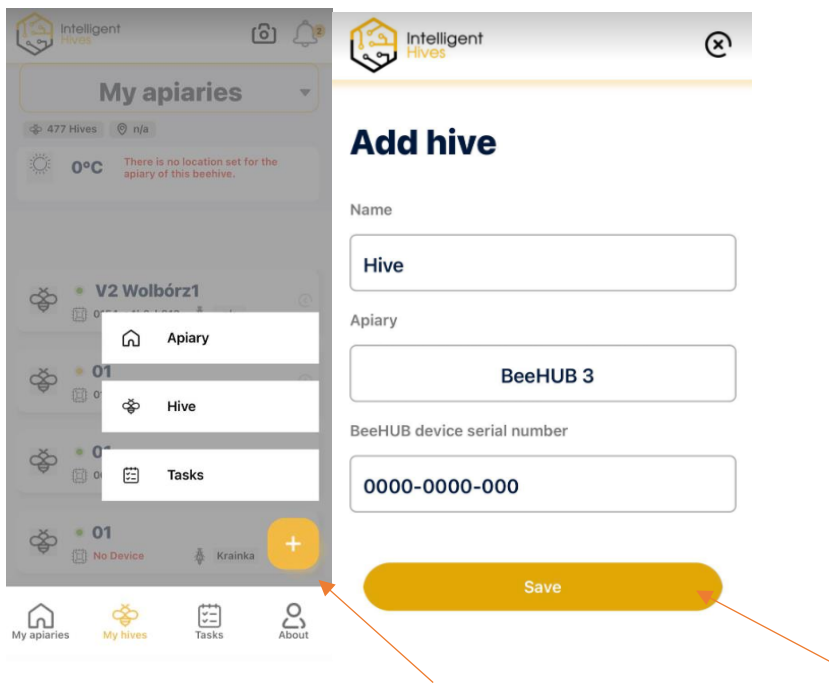 Intelligent
Hives
2
My apiaries
477 Hives n/a
0°C
There is no location set for the
apiary of this beehive.
V2 Wolbórz1
Apiary
01
Hive
Tasks
01
No Device Krainka
+
My apiaries My hives Tasks About
Intelligent
Hives
Add hive
Name
Hive
Apiary
BeeHUB 3
BeeHUB device serial number
0000-0000-000
Save